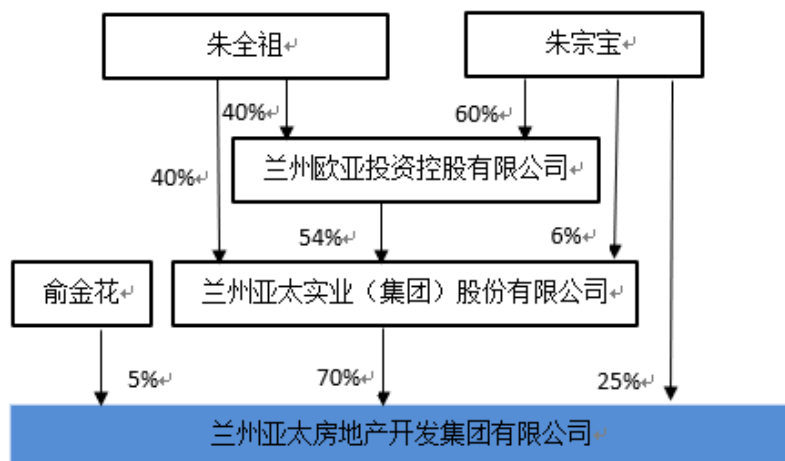 朱全祖↵
朱宗宝↵
40%↵
60%↵
兰州欧亚投资控股有限公司↵
40%↵
54%↵
6%↵
俞金花↵
兰州亚太实业（集团）股份有限公司↵
5%↵
70%↵
25%↵
兰州亚太房地产开发集团有限公司↵